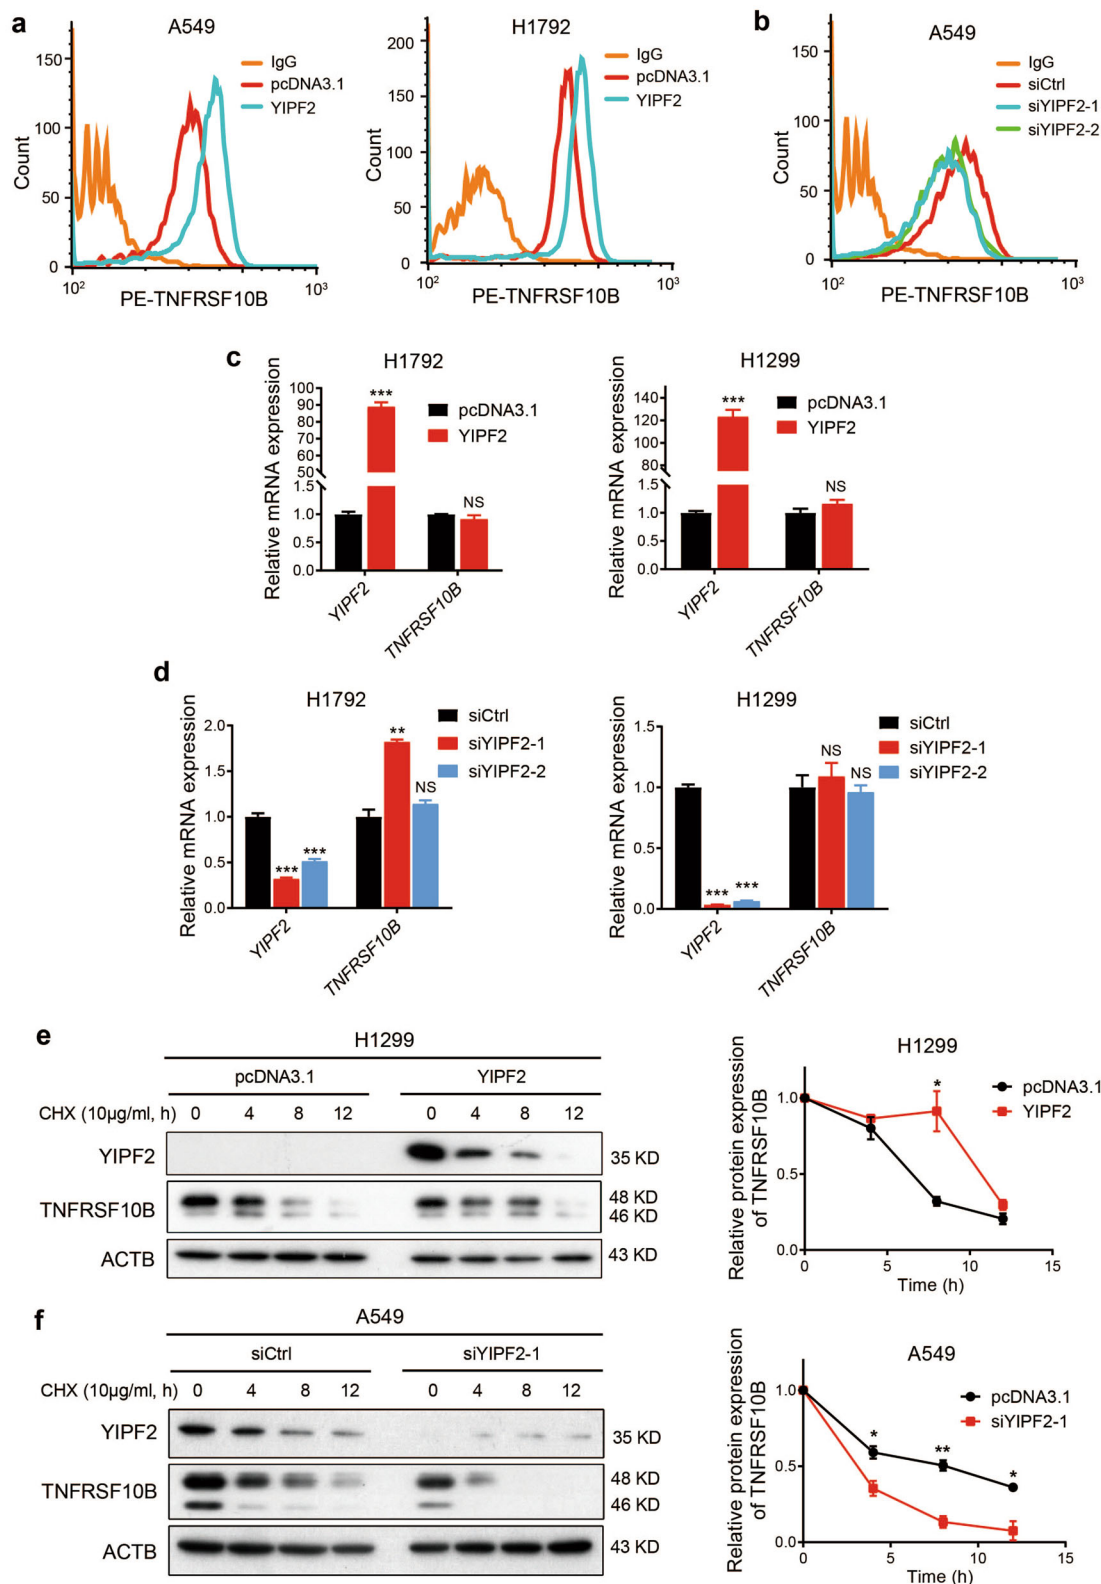 a
A549
IgG
pcDNA3.1
YIPF2
150
100
50
0
Count
10²
10³
PE-TNFRSF10B
H1792
IgG
pcDNA3.1
YIPF2
200
150
100
50
0
Count
10²
10³
PE-TNFRSF10B
b
A549
IgG
siCtrl
siYIPF2-1
siYIPF2-2
150
100
50
0
Count
10²
10³
PE-TNFRSF10B
c
H1792
Relative mRNA expression
100
90
80
70
60
50
1.5
1.0
0.5
0.0
***
NS
pcDNA3.1
YIPF2
YIPF2
TNFRSF10B
H1299
Relative mRNA expression
140
120
100
80
1.5
1.0
0.5
0.0
***
NS
pcDNA3.1
YIPF2
YIPF2
TNFRSF10B
d
H1792
Relative mRNA expression
2.0
1.5
1.0
0.5
0.0
***
***
**
NS
siCtrl
siYIPF2-1
siYIPF2-2
YIPF2
TNFRSF10B
H1299
Relative mRNA expression
1.5
1.0
0.5
0.0
***
***
NS
NS
siCtrl
siYIPF2-1
siYIPF2-2
YIPF2
TNFRSF10B
e
H1299
pcDNA3.1 YIPF2
CHX (10μg/ml, h) 0 4 8 12 0 4 8 12
YIPF2 35 KD
TNFRSF10B 48 KD
46 KD
ACTB 43 KD
H1299
Relative protein expression
of TNFRSF10B
1.0
0.5
0.0
*
pcDNA3.1
YIPF2
0 5 10 15
Time (h)
f
A549
siCtrl siYIPF2-1
CHX (10μg/ml, h) 0 4 8 12 0 4 8 12
YIPF2 35 KD
TNFRSF10B 48 KD
46 KD
ACTB 43 KD
A549
Relative protein expression
of TNFRSF10B
1.0
0.5
0.0
*
**
*
pcDNA3.1
siYIPF2-1
0 5 10 15
Time (h)